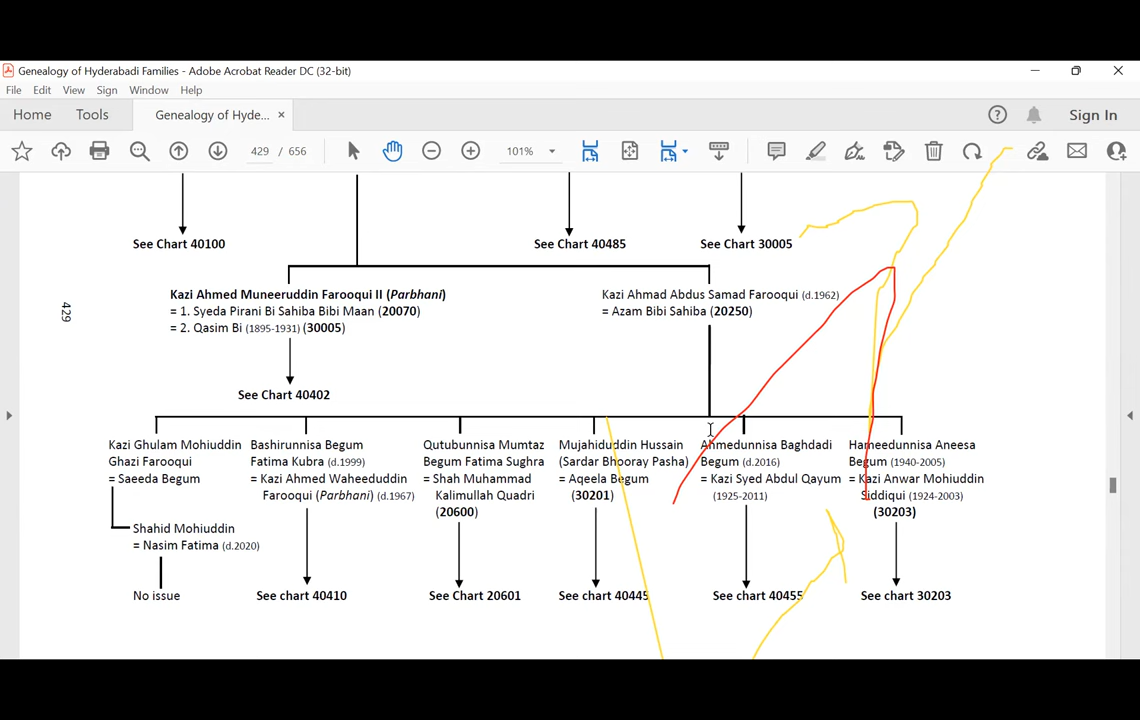 Genealogy of Hyderabadi Families - Adobe Acrobat Reader DC (32-bit)
File Edit View Sign Window Help
Home Tools Genealogy of Hyde... × Sign In
429 / 656 101%
See Chart 40100 See Chart 40485 See Chart 30005
429
Kazi Ahmed Muneeruddin Farooqui II (Parbhani)
= 1. Syeda Pirani Bi Sahiba Bibi Maan (20070)
= 2. Qasim Bi (1895-1931) (30005)
See Chart 40402
Kazi Ahmad Abdus Samad Farooqui (d.1962)
= Azam Bibi Sahiba (20250)
Kazi Ghulam Mohiuddin
Ghazi Farooqui
= Saeeda Begum
Shahid Mohiuddin
= Nasim Fatima (d.2020)
No issue
Bashirunnisa Begum
Fatima Kubra (d.1999)
= Kazi Ahmed Waheeduddin
Farooqui (Parbhani) (d.1967)
See chart 40410
Qutubunnisa Mumtaz
Begum Fatima Sughra
= Shah Muhammad
Kalimullah Quadri
(20600)
See Chart 20601
Mujahiduddin Hussain
(Sardar Bhooray Pasha)
= Aqeela Begum
(30201)
See chart 40445
Ahmedunnisa Baghdadi
Begum (d.2016)
= Kazi Syed Abdul Qayum
(1925-2011)
See chart 40455
Hameedunnisa Aneesa
Begum (1940-2005)
= Kazi Anwar Mohiuddin
Siddiqui (1924-2003)
(30203)
See chart 30203